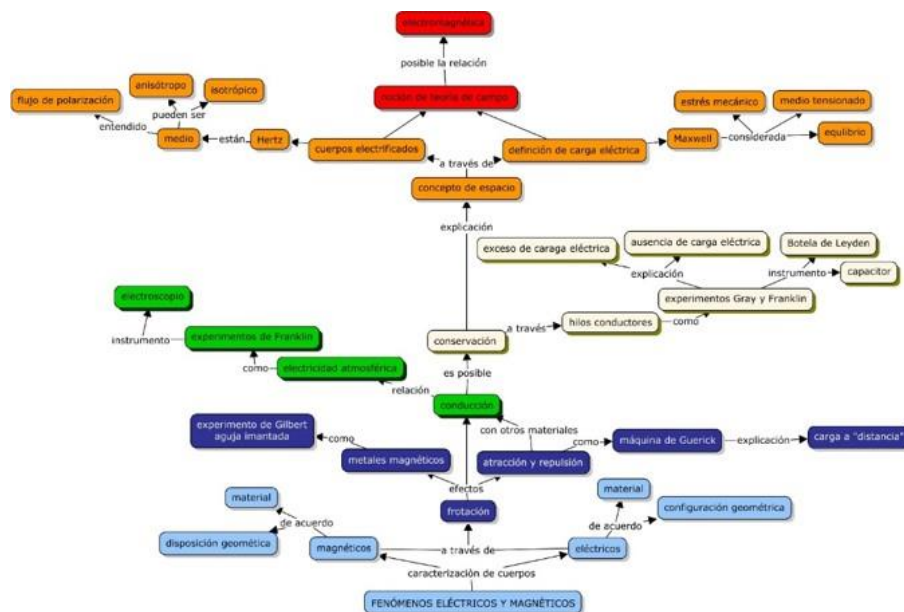 electromagnética
posible la relación
noción de teoría de campo
anisótropo
isotrópico
flujo de polarización
pueden ser
entendido
medio
están
Hertz
cuerpos electrificados
a través de
definción de carga eléctrica
Maxwell
considerada
estrés mecánico
medio tensionado
equlibrio
concepto de espacio
explicación
exceso de caraga eléctrica
ausencia de carga eléctrica
Botela de Leyden
explicación
instrumento
capacitor
experimentos Gray y Franklin
electroscopio
instrumento
experimentos de Franklin
conservación
a través
hilos conductores
como
como
electricidad atmosférica
es posible
relación
conducción
experimento de Gilbert
aguja imantada
como
metales magnéticos
con otros materiales
atracción y repulsión
como
máquina de Guerick
explicación
carga a "distancia"
efectos
frotación
material
de acuerdo
disposición geomética
magnéticos
a través de
eléctricos
material
de acuerdo
configuración geométrica
caracterización de cuerpos
FENÓMENOS ELÉCTRICOS Y MAGNÉTICOS